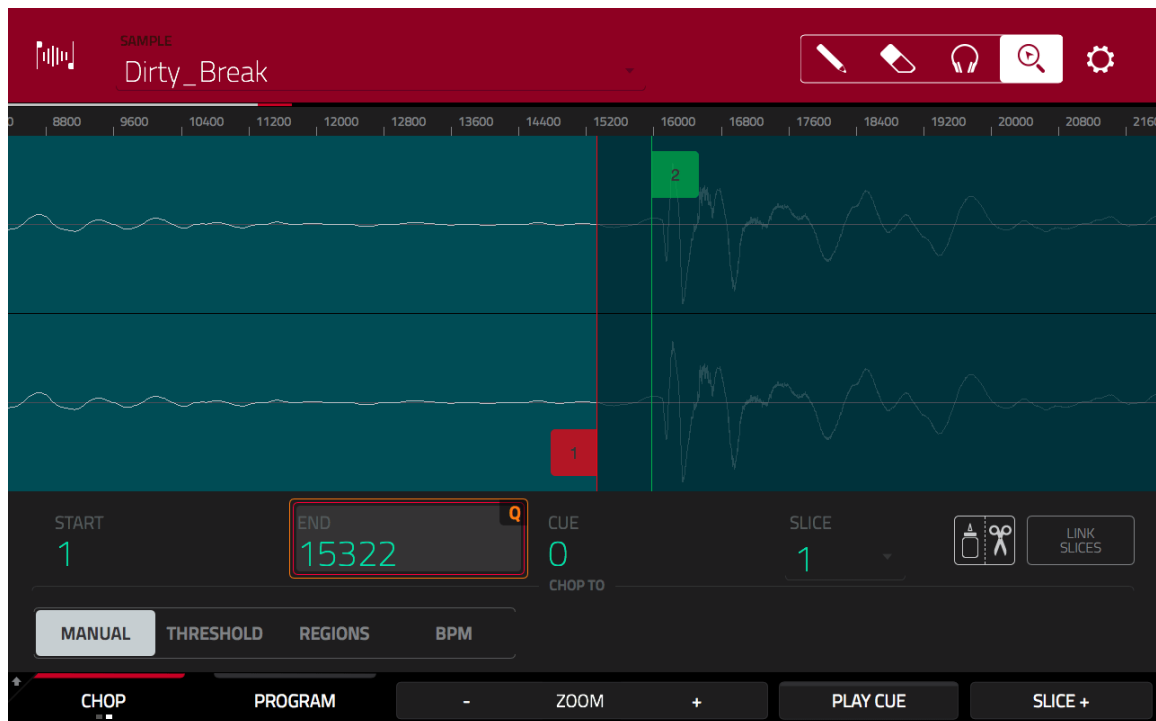 SAMPLE
Dirty_Break
8800 9600 10400 11200 12000 12800 13600 14400 15200 16000 16800 17600 18400 19200 20000 20800
2
1
START END Q CUE SLICE
1 15322 0 1
LINK
SLICES
CHOP TO
MANUAL THRESHOLD REGIONS BPM
CHOP PROGRAM - ZOOM + PLAY CUE SLICE +